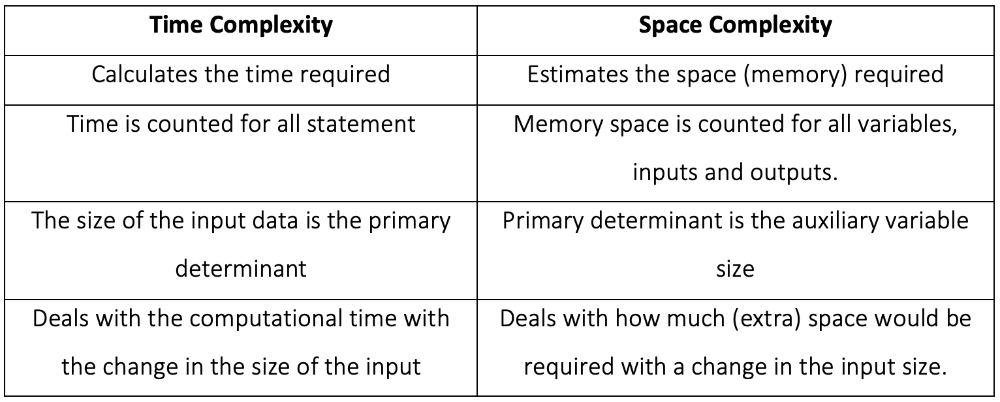 Time Complexity
Space Complexity
Calculates the time required
Estimates the space (memory) required
Time is counted for all statement
Memory space is counted for all variables,
inputs and outputs.
The size of the input data is the primary
determinant
Primary determinant is the auxiliary variable
size
Deals with the computational time with
the change in the size of the input
Deals with how much (extra) space would be
required with a change in the input size.